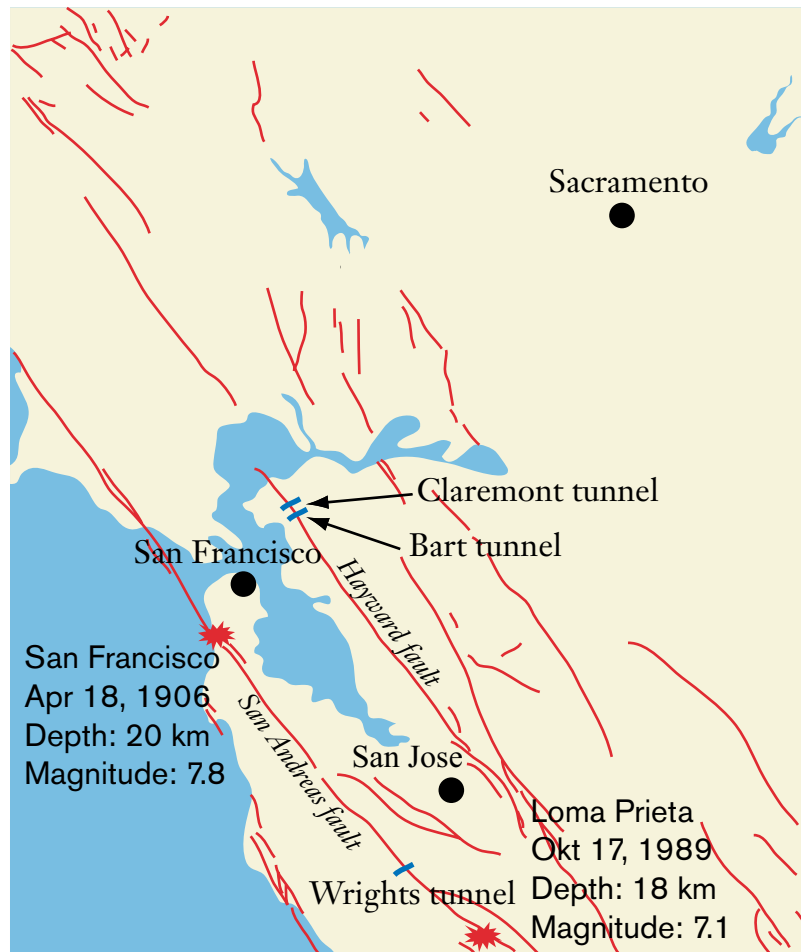 Sacramento
Claremont tunnel
Bart tunnel
San Francisco
Hayward fault
San Francisco
Apr 18, 1906
Depth: 20 km
Magnitude: 7.8
San Andreas fault
San Jose
Loma Prieta
Okt 17, 1989
Depth: 18 km
Magnitude: 7.1
Wrights tunnel